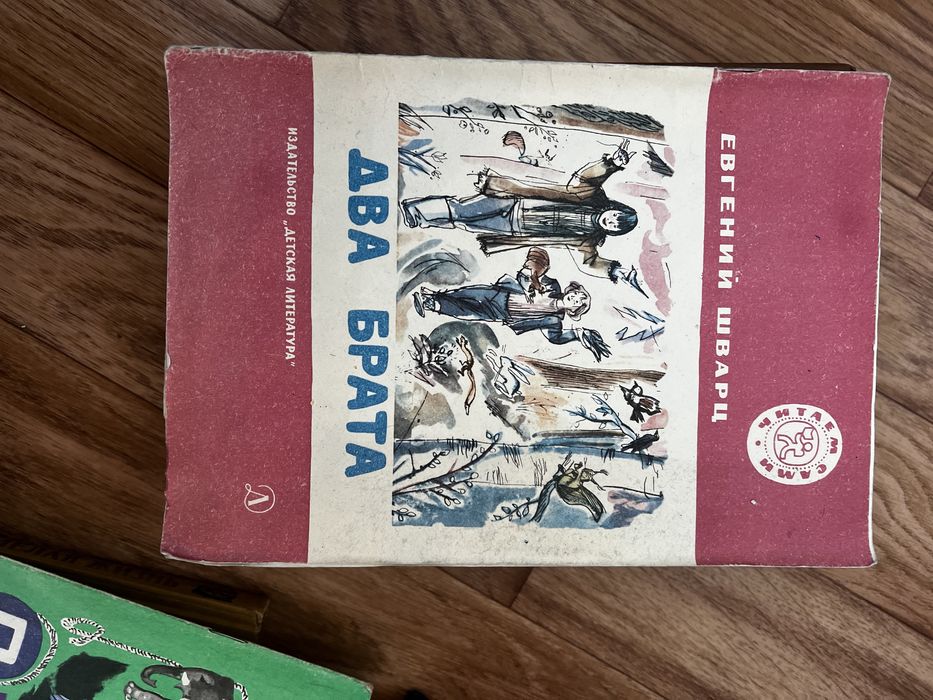 ЕВГЕНИЙ ШВАРЦ
ЧИТАЕМ САМИ
ДВА БРАТА
ИЗДАТЕЛЬСТВО „ДЕТСКАЯ ЛИТЕРАТУРА"
Л